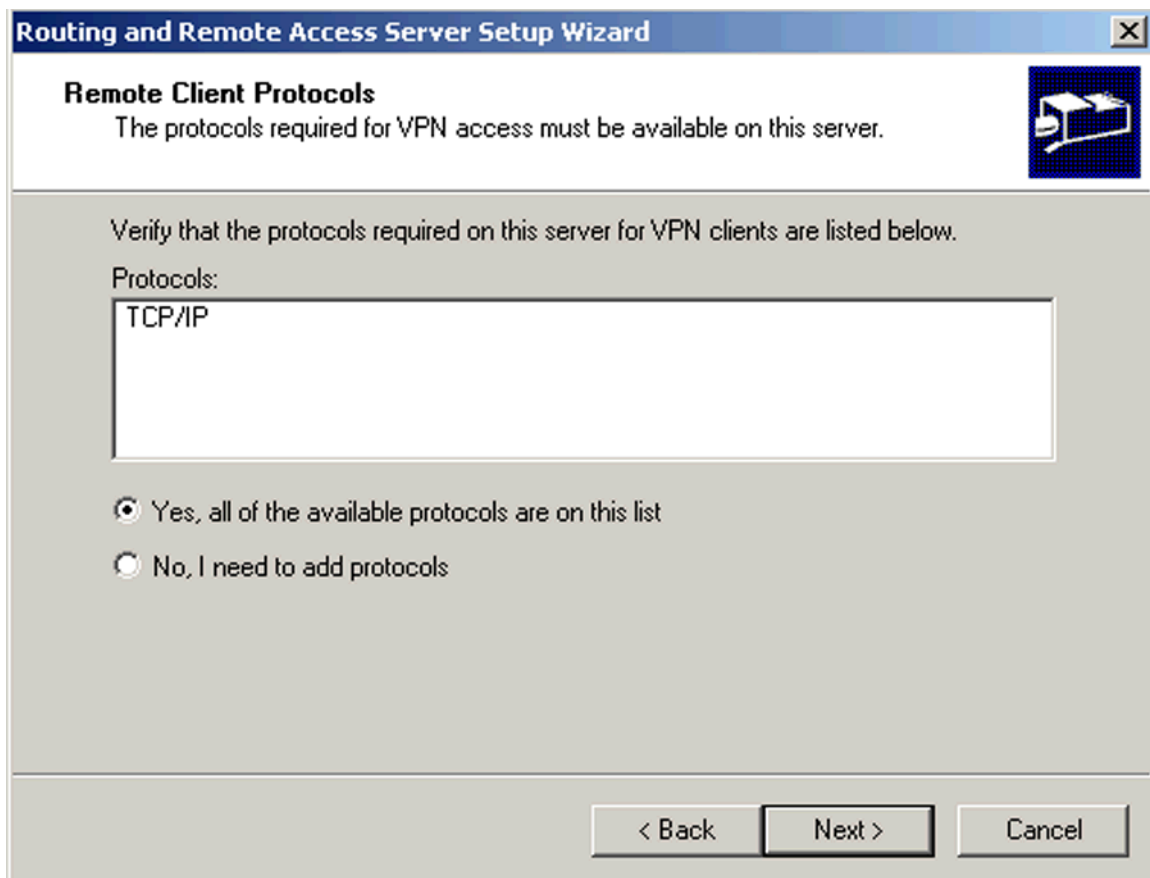 Routing and Remote Access Server Setup Wizard
Remote Client Protocols
The protocols required for VPN access must be available on this server.
Verify that the protocols required on this server for VPN clients are listed below.
Protocols:
TCP/IP
Yes, all of the available protocols are on this list
No, I need to add protocols
< Back Next > Cancel